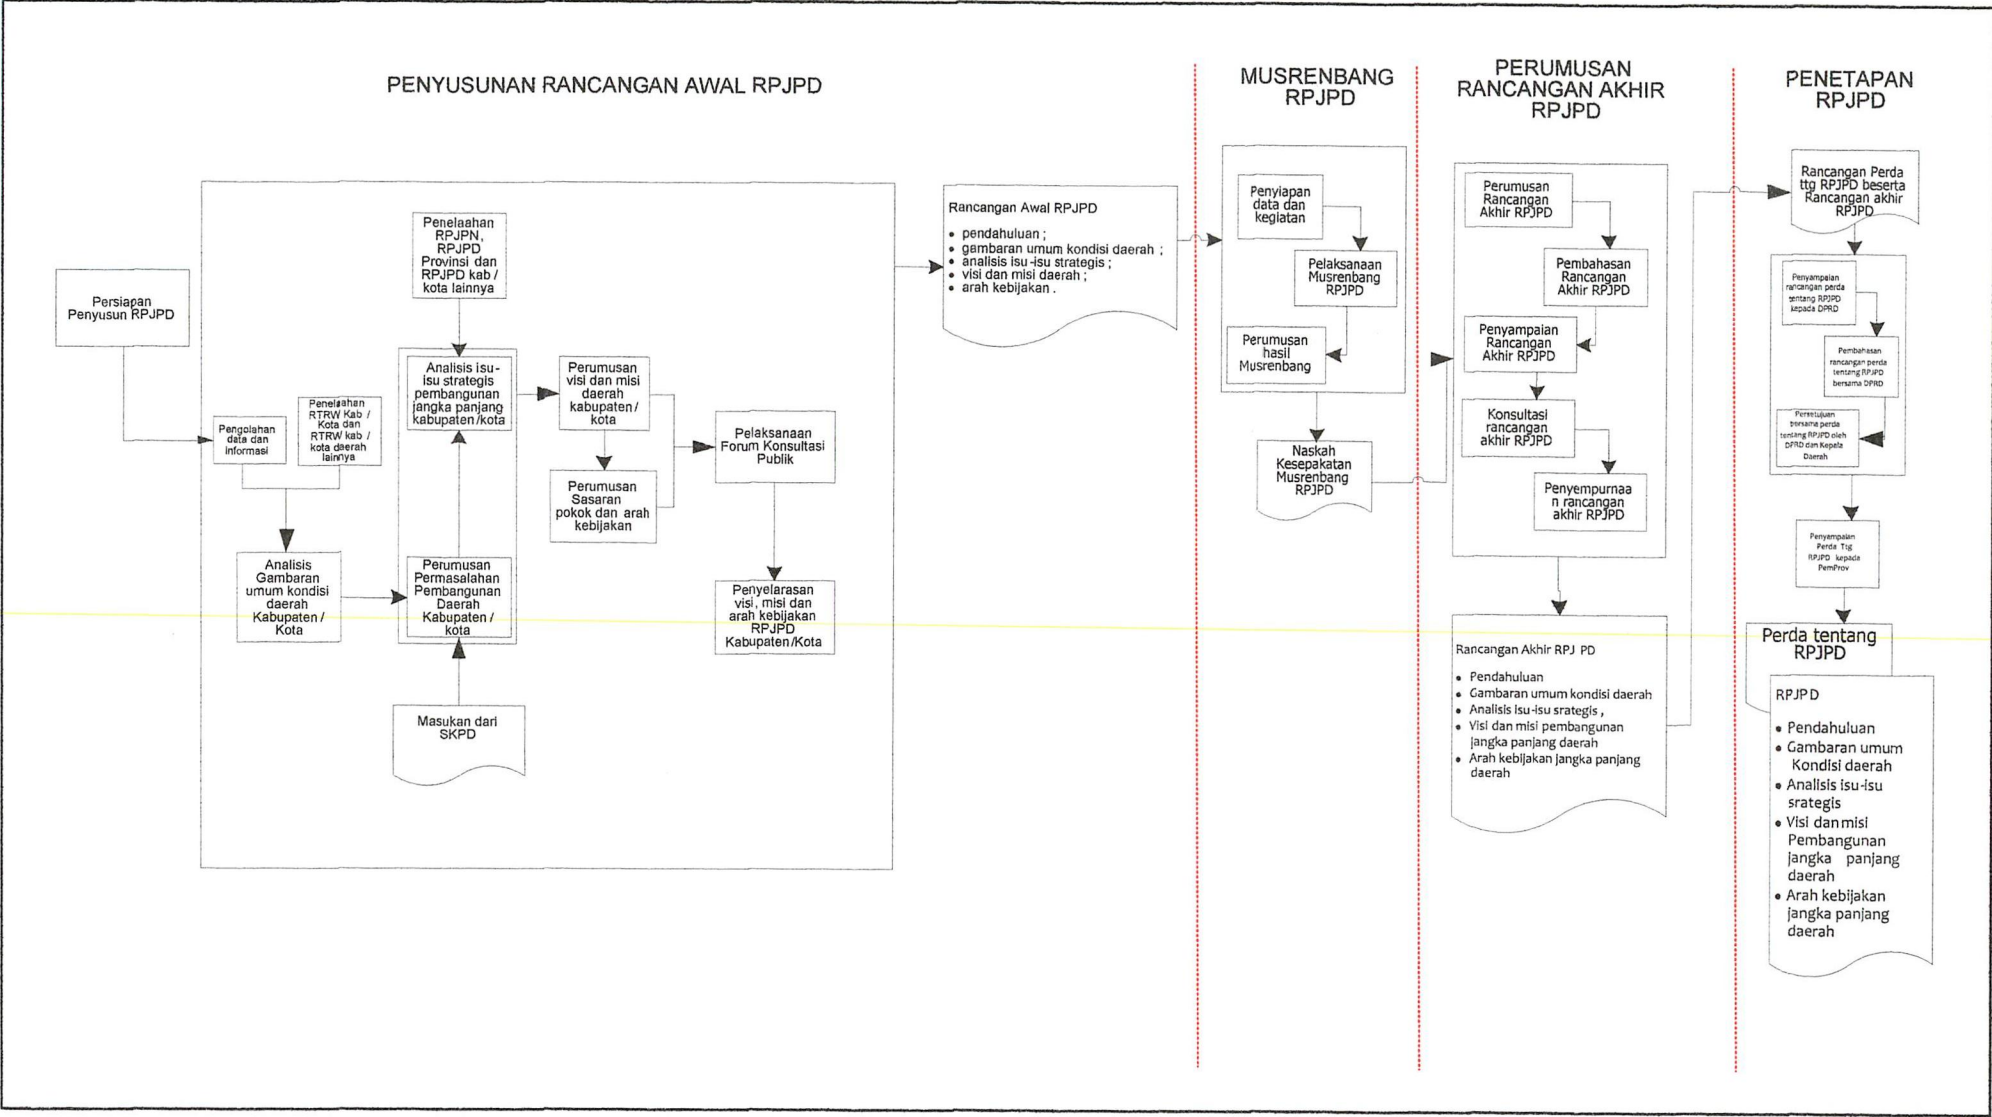 PENYUSUNAN RANCANGAN AWAL RPJPD
Persiapan
Penyusun RPJPD
Pengolahan
data dan
informasi
Penelaahan
RTRW Kab /
Kota dan
RTRW kab /
kota daerah
lainnya
Analisis
Gambaran
umum kondisi
daerah
Kabupaten /
Kota
Penelaahan
RPJPN,
RPJPD
Provinsi dan
RPJPD kab /
kota lainnya
Analisis isu-
isu strategis
pembangunan
jangka panjang
kabupaten/kota
Perumusan
Permasalahan
Pembangunan
Daerah
Kabupaten /
kota
Masukan dari
SKPD
Perumusan
visi dan misi
daerah
kabupaten/
kota
Perumusan
Sasaran
pokok dan arah
kebijakan
Pelaksanaan
Forum Konsultasi
Publik
Penyelarasan
visi, misi dan
arah kebijakan
RPJPD
Kabupaten/Kota
Rancangan Awal RPJPD
• pendahuluan ;
• gambaran umum kondisi daerah ;
• analisis isu-isu strategis ;
• visi dan misi daerah ;
• arah kebijakan .
MUSRENBANG
RPJPD
Penyiapan
data dan
kegiatan
Pelaksanaan
Musrenbang
RPJPD
Perumusan
hasil
Musrenbang
Naskah
Kesepakatan
Musrenbang
RPJPD
PERUMUSAN
RANCANGAN AKHIR
RPJPD
Perumusan
Rancangan
Akhir RPJPD
Pembahasan
Rancangan
Akhir RPJPD
Penyampaian
Rancangan
Akhir RPJPD
Konsultasi
rancangan
akhir RPJPD
Penyempurnaa
n rancangan
akhir RPJPD
Rancangan Akhir RPJ PD
• Pendahuluan
• Gambaran umum kondisi daerah
• Analisis isu-isu srategis ,
• Visi dan misi pembangunan
jangka panjang daerah
• Arah kebijakan jangka panjang
daerah
PENETAPAN
RPJPD
Rancangan Perda
ttg RPJPD beserta
Rancangan akhir
RPJPD
Penyampaian
rancangan perda
tentang RPJPD
kepada DPRD
Pembahasan
rancangan perda
tentang RPJPD
bersama DPRD
Persetujuan
bersama perda
tentang RPJPD oleh
DPRD dan Kepala
Daerah
Penyampaian
Perda Ttg
RPJPD kepada
PemProv
Perda tentang
RPJPD
RPJPD
• Pendahuluan
• Gambaran umum
Kondisi daerah
• Analisis isu-isu
srategis
• Visi dan misi
Pembangunan
jangka panjang
daerah
• Arah kebijakan
jangka panjang
daerah